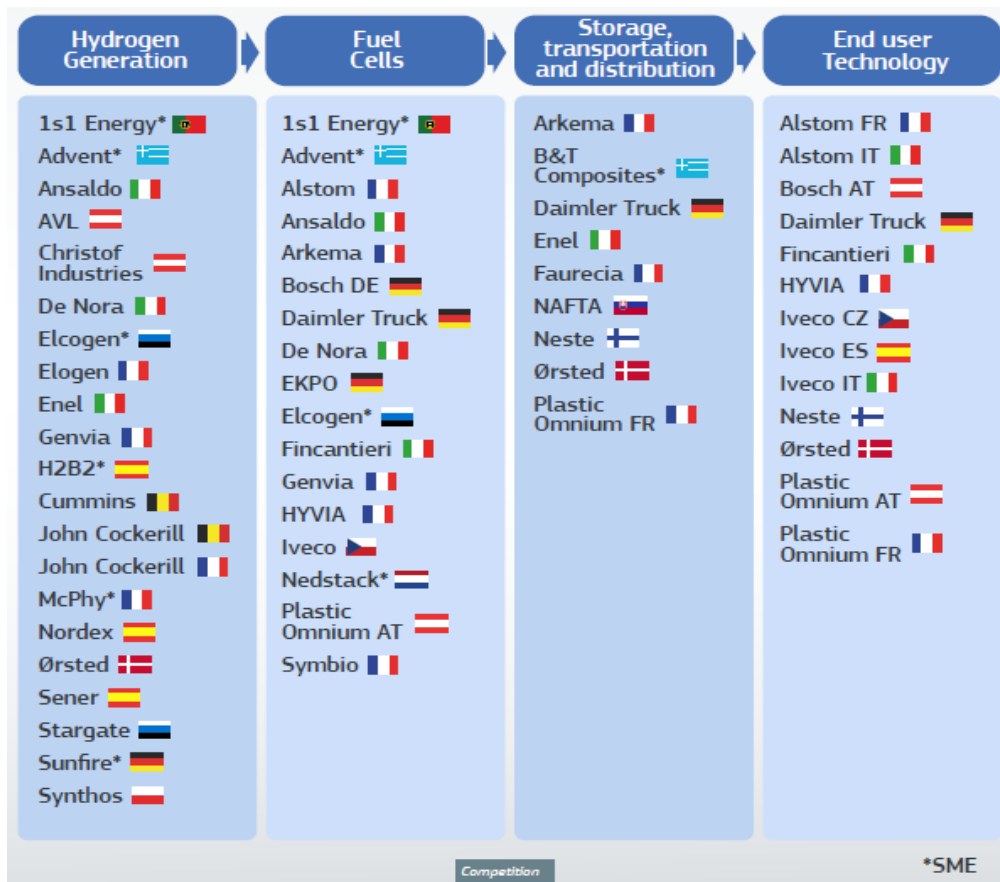 Hydrogen
Generation
Fuel
Cells
Storage,
transportation
and distribution
End user
Technology
1s1 Energy*
Advent*
Ansaldo
AVL
Christof
Industries
De Nora
Elcogen*
Elogen
Enel
Genvia
H2B2*
Cummins
John Cockerill
John Cockerill
McPhy*
Nordex
Ørsted
Sener
Stargate
Sunfire*
Synthos
1s1 Energy*
Advent*
Alstom
Ansaldo
Arkema
Bosch DE
Daimler Truck
De Nora
EKPO
Elcogen*
Fincantieri
Genvia
HYVIA
Iveco
Nedstack*
Plastic
Omnium AT
Symbio
Arkema
B&T
Composites*
Daimler Truck
Enel
Faurecia
NAFTA
Neste
Ørsted
Plastic
Omnium FR
Alstom FR
Alstom IT
Bosch AT
Daimler Truck
Fincantieri
HYVIA
Iveco CZ
Iveco ES
Iveco IT
Neste
Ørsted
Plastic
Omnium AT
Plastic
Omnium FR
Competition
*SME